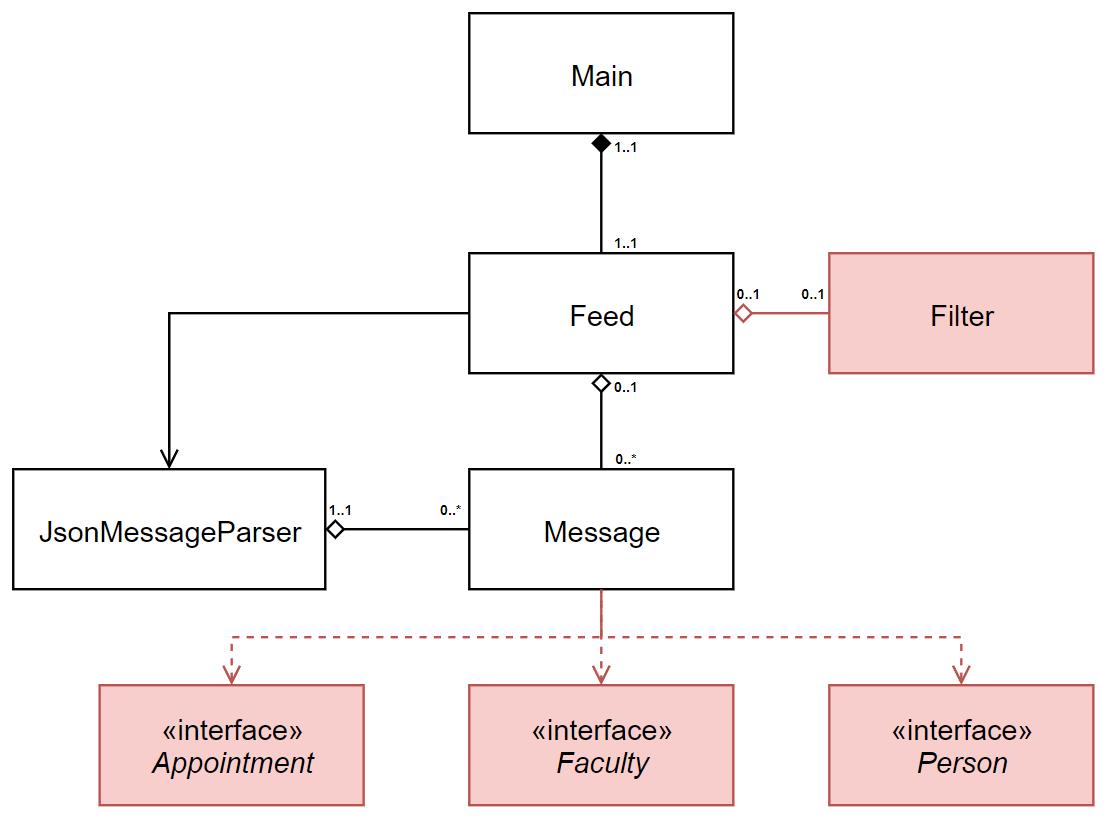 Main
1..1
1..1
Feed
0..1
0..1
Filter
0..1
0..*
JsonMessageParser
1..1
0..*
Message
«interface»
Appointment
«interface»
Faculty
«interface»
Person